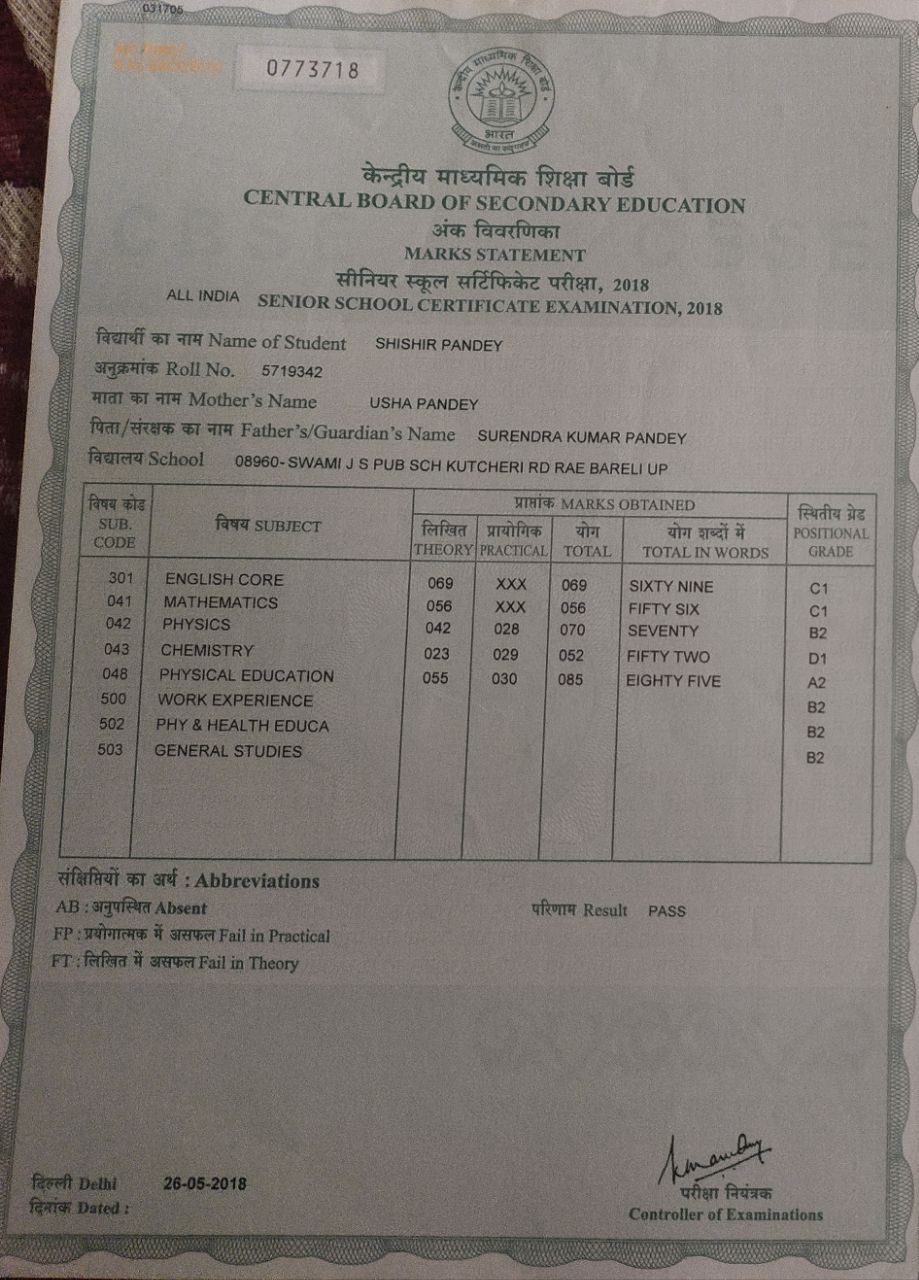 031705
0773718
केन्द्रीय माध्यमिक शिक्षा बोर्ड
भारत
केन्द्रीय माध्यमिक शिक्षा बोर्ड
CENTRAL BOARD OF SECONDARY EDUCATION
अंक विवरणिका
MARKS STATEMENT
सीनियर स्कूल सर्टिफिकेट परीक्षा, 2018
ALL INDIA SENIOR SCHOOL CERTIFICATE EXAMINATION, 2018
विद्यार्थी का नाम Name of Student SHISHIR PANDEY
अनुक्रमांक Roll No. 5719342
माता का नाम Mother's Name USHA PANDEY
पिता/संरक्षक का नाम Father's/Guardian's Name SURENDRA KUMAR PANDEY
विद्यालय School 08960- SWAMI J S PUB SCH KUTCHERI RD RAE BARELI UP
विषय कोड SUB. CODE विषय SUBJECT प्राप्तांक MARKS OBTAINED स्थितीय ग्रेड POSITIONAL GRADE
लिखित THEORY प्रायोगिक PRACTICAL योग TOTAL योग शब्दों में TOTAL IN WORDS
301 ENGLISH CORE 069 XXX 069 SIXTY NINE C1
041 MATHEMATICS 056 XXX 056 FIFTY SIX C1
042 PHYSICS 042 028 070 SEVENTY B2
043 CHEMISTRY 023 029 052 FIFTY TWO D1
048 PHYSICAL EDUCATION 055 030 085 EIGHTY FIVE A2
500 WORK EXPERIENCE B2
502 PHY & HEALTH EDUCA B2
503 GENERAL STUDIES B2
संक्षिप्तियों का अर्थ : Abbreviations
AB : अनुपस्थित Absent परिणाम Result PASS
FP : प्रयोगात्मक में असफल Fail in Practical
FT : लिखित में असफल Fail in Theory
दिल्ली Delhi 26-05-2018
दिनांक Dated :
परीक्षा नियंत्रक
Controller of Examinations